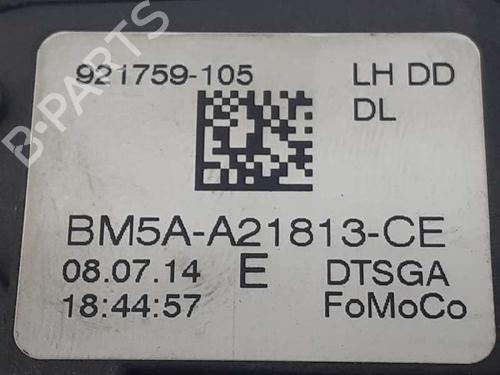 921759-105 LH DD
DL
BM5A-A21813-CE
08.07.14 E DTSGA
18:44:57 FoMoCo
B-PARTS